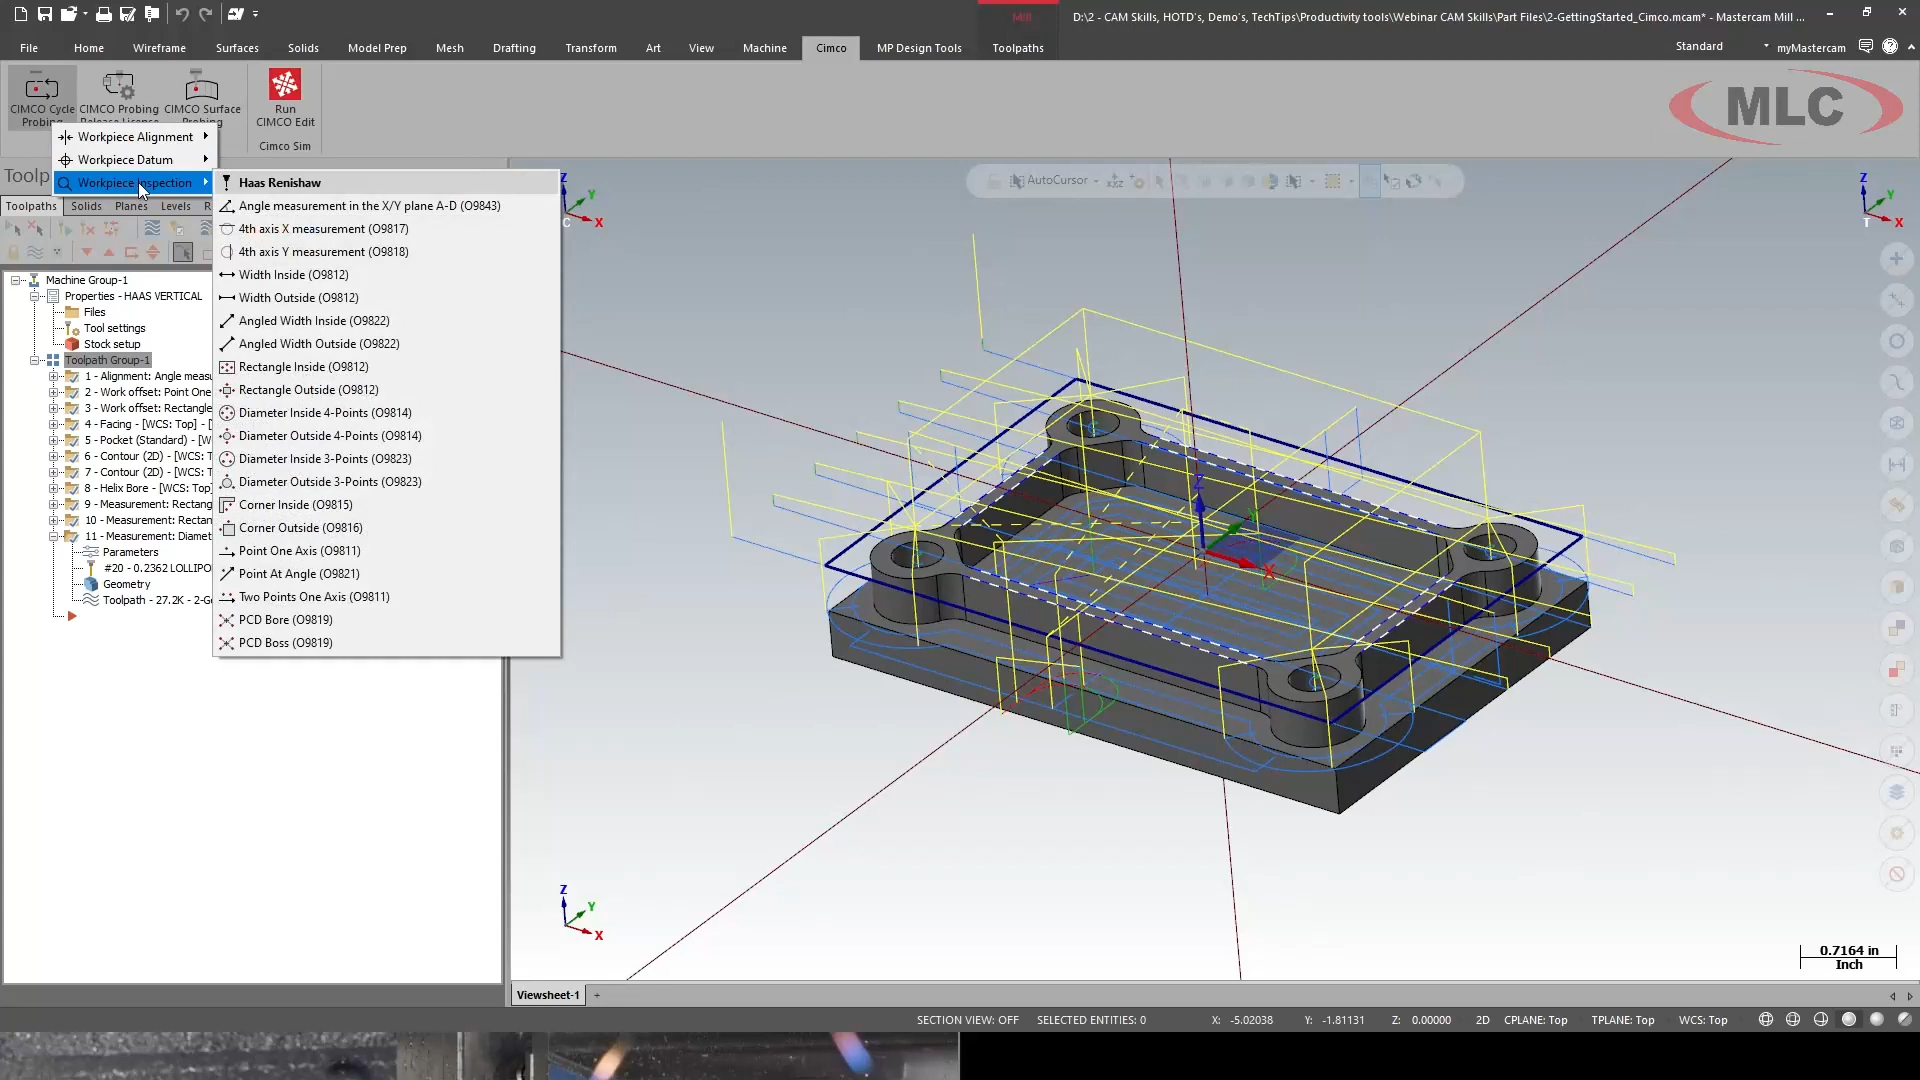 Mill
D:\2 - CAM Skills, HOTD's, Demo's, TechTips\Productivity tools\Webinar CAM Skills\Part Files\2-GettingStarted_Cimco.mcam* - Mastercam Mill ...
File Home Wireframe Surfaces Solids Model Prep Mesh Drafting Transform Art View Machine Cimco MP Design Tools Toolpaths
Standard myMastercam
CIMCO Cycle Probing
CIMCO Probing Release License
CIMCO Surface Probing
Run CIMCO Edit
Cimco Sim
MLC
Workpiece Alignment
Workpiece Datum
Workpiece Inspection
Toolp
Toolpaths Solids Planes Levels R
Haas Renishaw
Angle measurement in the X/Y plane A-D (O9843)
4th axis X measurement (O9817)
4th axis Y measurement (O9818)
Width Inside (O9812)
Width Outside (O9812)
Angled Width Inside (O9822)
Angled Width Outside (O9822)
Rectangle Inside (O9812)
Rectangle Outside (O9812)
Diameter Inside 4-Points (O9814)
Diameter Outside 4-Points (O9814)
Diameter Inside 3-Points (O9823)
Diameter Outside 3-Points (O9823)
Corner Inside (O9815)
Corner Outside (O9816)
Point One Axis (O9811)
Point At Angle (O9821)
Two Points One Axis (O9811)
PCD Bore (O9819)
PCD Boss (O9819)
Machine Group-1
Properties - HAAS VERTICAL
Files
Tool settings
Stock setup
Toolpath Group-1
1 - Alignment: Angle measu
2 - Work offset: Point One
3 - Work offset: Rectangle
4 - Facing - [WCS: Top] - [
5 - Pocket (Standard) - [W
6 - Contour (2D) - [WCS: T
7 - Contour (2D) - [WCS: T
8 - Helix Bore - [WCS: Top]
9 - Measurement: Rectan
10 - Measurement: Rectan
11 - Measurement: Diamet
Parameters
#20 - 0.2362 LOLLIPO
Geometry
Toolpath - 27.2K - 2-G
AutoCursor
Z Y X C
Z Y X T
Z Y X
Z Y X
0.7164 in
Inch
Viewsheet-1 +
SECTION VIEW: OFF SELECTED ENTITIES: 0 X: -5.02038 Y: -1.81131 Z: 0.00000 2D CPLANE: Top TPLANE: Top WCS: Top